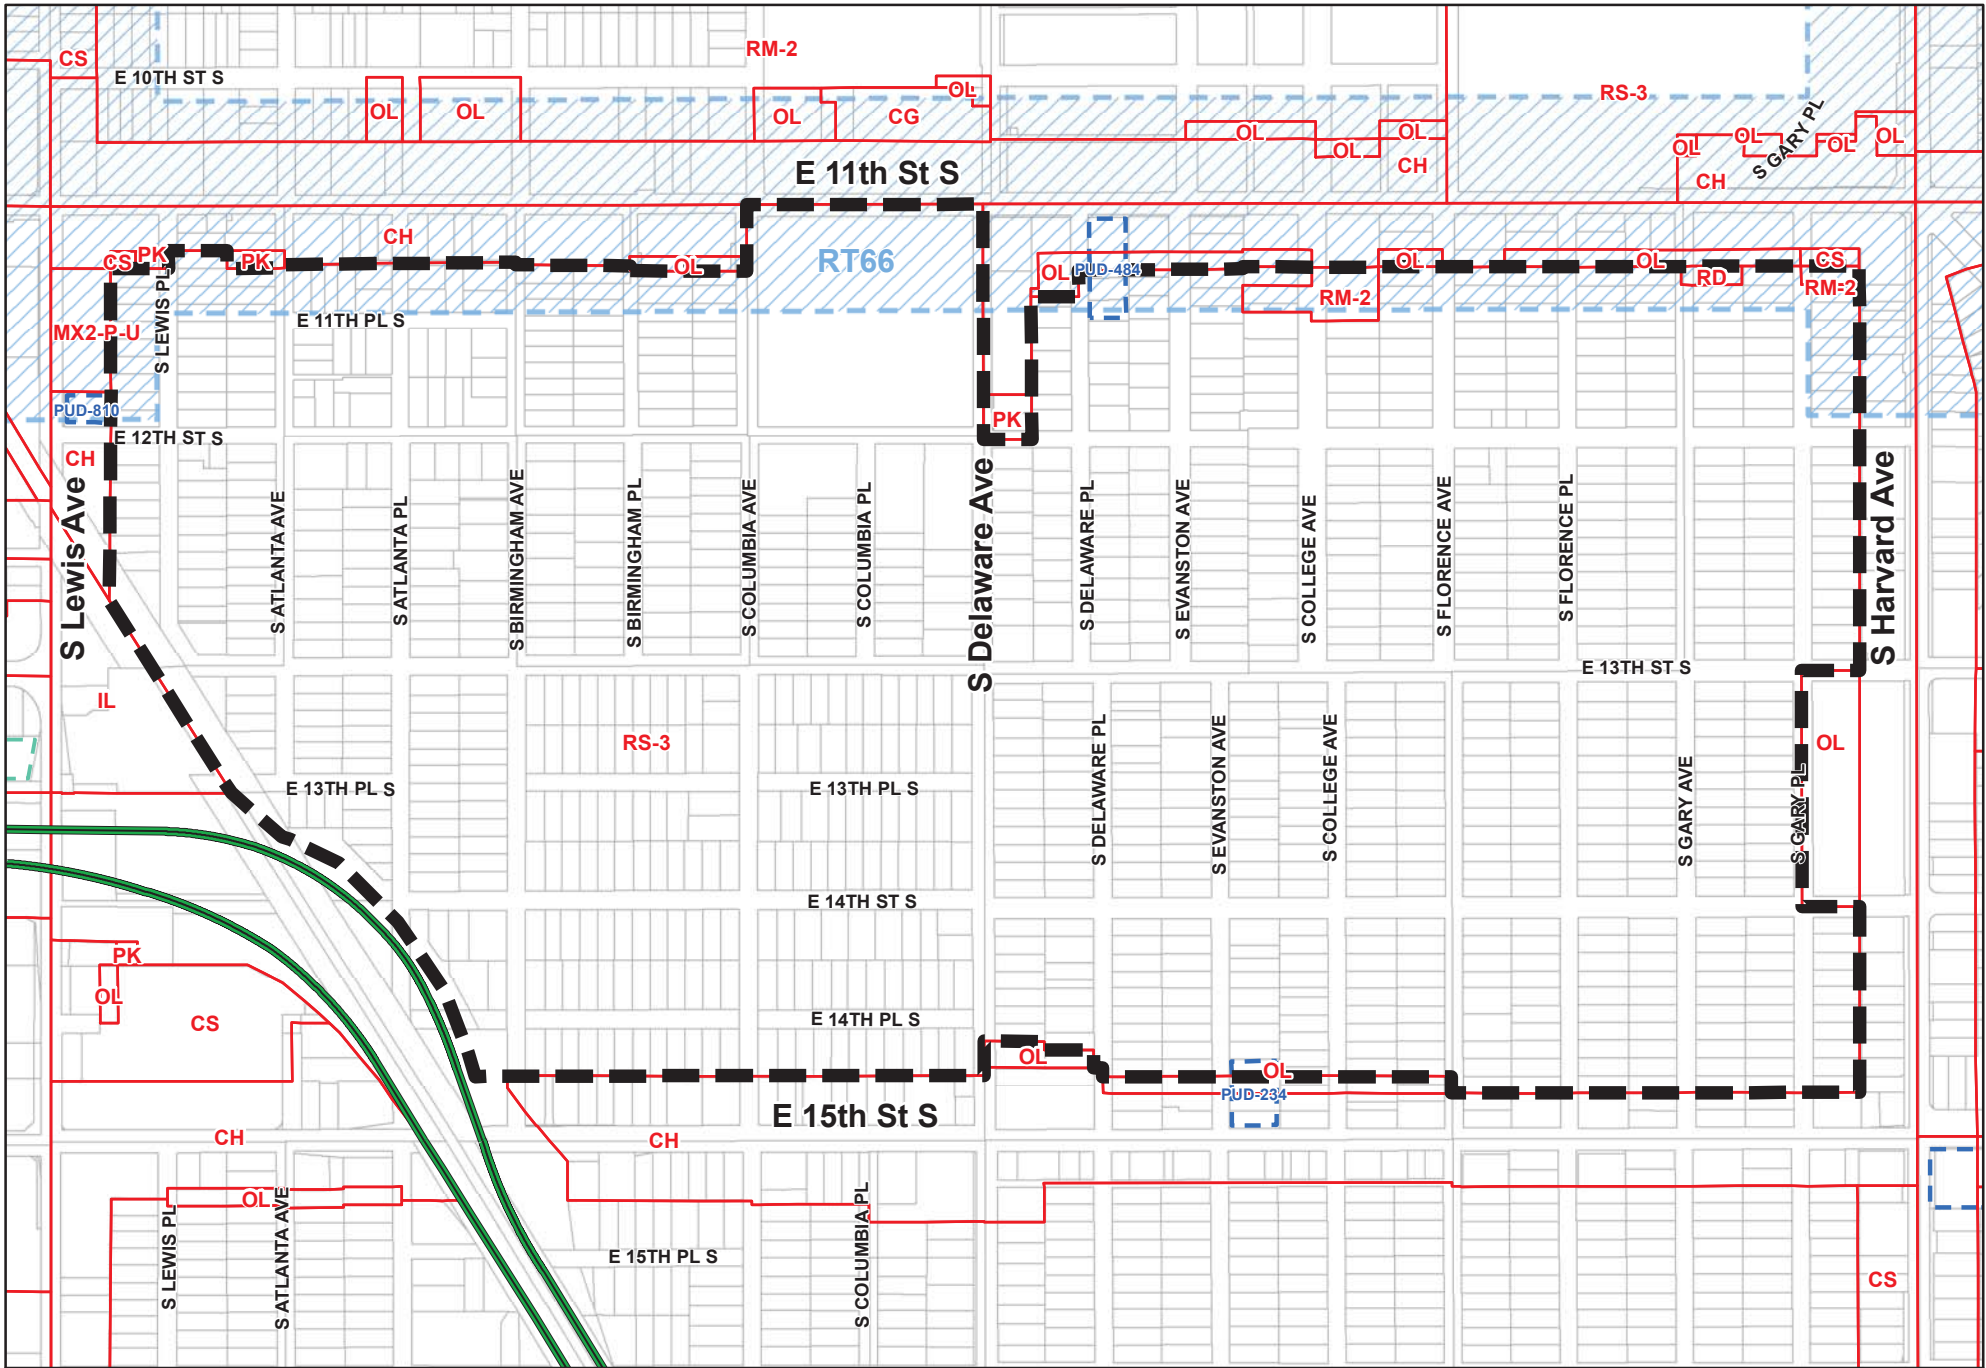 RM-2
CS
E 10TH ST S
OL
RS-3
OL
OL
OL
CG
S GARY PL
OL
OL
OL
OL
OL
OL
OL
E 11th St S
CH
CH
CH
PK
CS
PK
OL
RT66
OL
PUD-484
OL
OL
CS
RD
RM-2
RM-2
MX2-P-U
S LEWIS PL
E 11TH PL S
PUD-810
PK
E 12TH ST S
CH
S Lewis Ave
S ATLANTA AVE
S ATLANTA PL
S BIRMINGHAM AVE
S BIRMINGHAM PL
S COLUMBIA AVE
S COLUMBIA PL
S Delaware Ave
S DELAWARE PL
S EVANSTON AVE
S COLLEGE AVE
S FLORENCE AVE
S FLORENCE PL
S Harvard Ave
E 13TH ST S
IL
RS-3
OL
E 13TH PL S
E 13TH PL S
S DELAWARE PL
S EVANSTON AVE
S COLLEGE AVE
S GARY AVE
S GARY PL
E 14TH ST S
PK
OL
CS
E 14TH PL S
OL
OL
PUD-234
E 15th St S
CH
CH
OL
S LEWIS PL
S ATLANTA AVE
S COLUMBIA PL
E 15TH PL S
CS